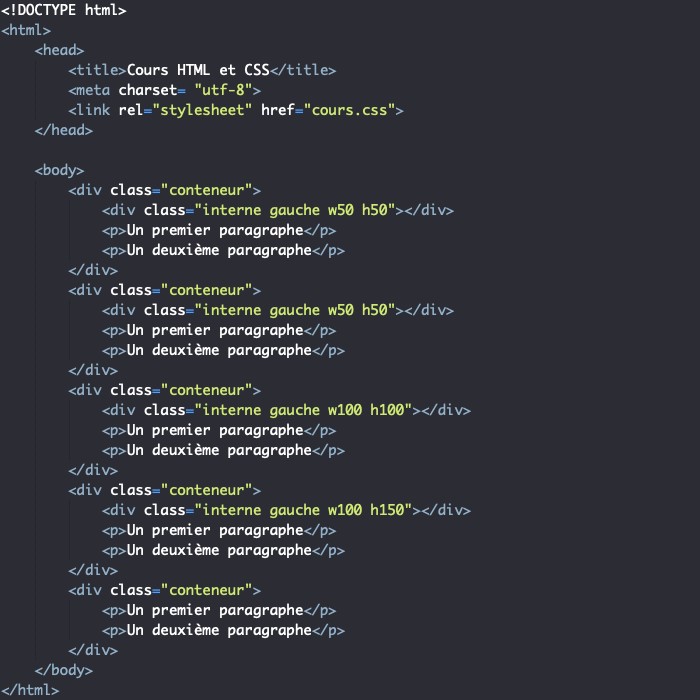 <!DOCTYPE html>
<html>
    <head>
        <title>Cours HTML et CSS</title>
        <meta charset= "utf-8">
        <link rel="stylesheet" href="cours.css">
    </head>

    <body>
        <div class="conteneur">
            <div class="interne gauche w50 h50"></div>
            <p>Un premier paragraphe</p>
            <p>Un deuxième paragraphe</p>
        </div>
        <div class="conteneur">
            <div class="interne gauche w50 h50"></div>
            <p>Un premier paragraphe</p>
            <p>Un deuxième paragraphe</p>
        </div>
        <div class="conteneur">
            <div class="interne gauche w100 h100"></div>
            <p>Un premier paragraphe</p>
            <p>Un deuxième paragraphe</p>
        </div>
        <div class="conteneur">
            <div class="interne gauche w100 h150"></div>
            <p>Un premier paragraphe</p>
            <p>Un deuxième paragraphe</p>
        </div>
        <div class="conteneur">
            <p>Un premier paragraphe</p>
            <p>Un deuxième paragraphe</p>
        </div>
    </body>
</html>